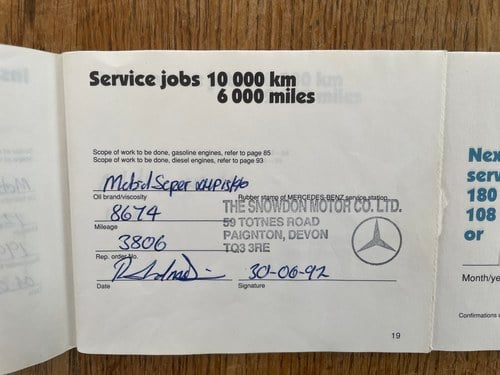 Service jobs 10 000 km
6 000 miles
Scope of work to be done, gasoline engines, refer to page 85
Scope of work to be done, diesel engines, refer to page 93
Mobil Super
Oil brand/viscosity
Rubber stamp of MERCEDES-BENZ service station
8674
THE SNOWDON MOTOR CO. LTD.
Mileage
59 TOTNES ROAD
3806
PAIGNTON, DEVON
Rep. order No.
TQ3 3RE
30-06-92
Date
Signature
19
Nex
serv
180
108
or
Month/yea
Confirmations o